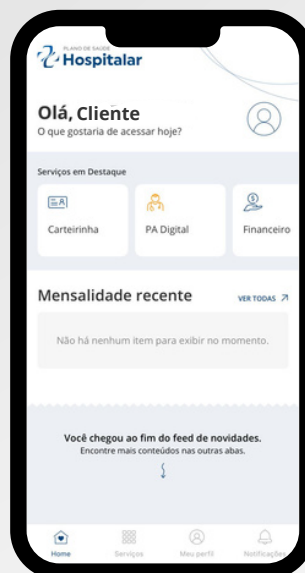 PLANO DE SAÚDE
Hospitalar
Olá, Cliente
O que gostaria de acessar hoje?
Serviços em Destaque
Carteirinha
PA Digital
Financeiro
Mensalidade recente
VER TODAS
Não há nenhum item para exibir no momento.
Você chegou ao fim do feed de novidades.
Encontre mais conteúdos nas outras abas.
Home
Serviços
Meu perfil
Notificações